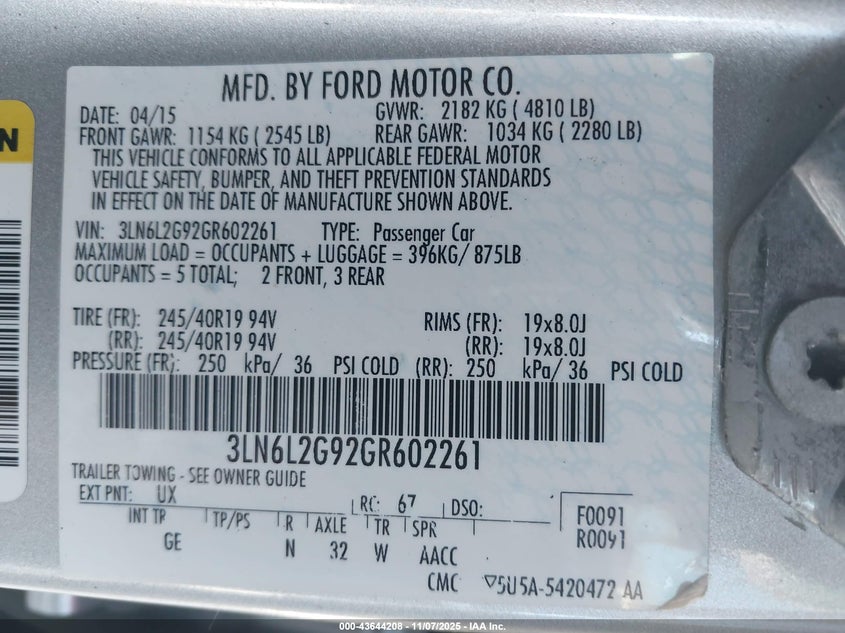 N
MFD. BY FORD MOTOR CO.
DATE: 04/15 GVWR: 2182 KG ( 4810 LB)
FRONT GAWR: 1154 KG ( 2545 LB) REAR GAWR: 1034 KG ( 2280 LB)
THIS VEHICLE CONFORMS TO ALL APPLICABLE FEDERAL MOTOR
VEHICLE SAFETY, BUMPER, AND THEFT PREVENTION STANDARDS
IN EFFECT ON THE DATE OF MANUFACTURE SHOWN ABOVE.
VIN: 3LN6L2G92GR602261 TYPE: Passenger Car
MAXIMUM LOAD = OCCUPANTS + LUGGAGE = 396KG/ 875LB
OCCUPANTS = 5 TOTAL; 2 FRONT, 3 REAR
TIRE (FR): 245/40R19 94V RIMS (FR): 19x8.0J
(RR): 245/40R19 94V (RR): 19x8.0J
PRESSURE (FR): 250 kPa/ 36 PSI COLD (RR): 250 kPa/ 36 PSI COLD
3LN6L2G92GR602261
TRAILER TOWING - SEE OWNER GUIDE
EXT PNT: UX RC: 67 DSO: F0091
INT TR TP/PS R AXLE TR SPR R0091
GE N 32 W AACC
CMC ▽5U5A-5420472 AA
000-43644208 - 11/07/2025 - IAA Inc.